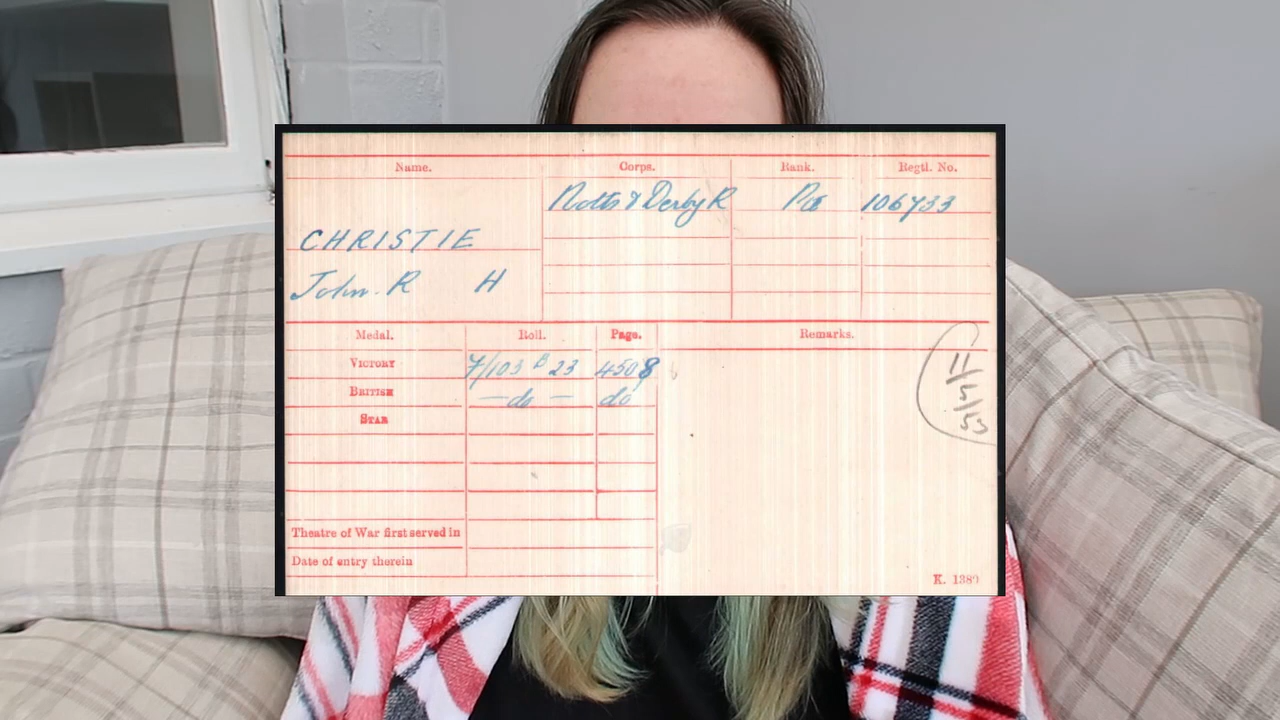 Name. Corps. Rank. Regtl. No.
Notts & Derby R Pte 106733
CHRISTIE
John. R H
Medal. Roll. Page. Remarks.
VICTORY 7/103 B 23 4508
BRITISH — do — do
STAR
11/5/53
Theatre of War first served in
Date of entry therein
K. 1380